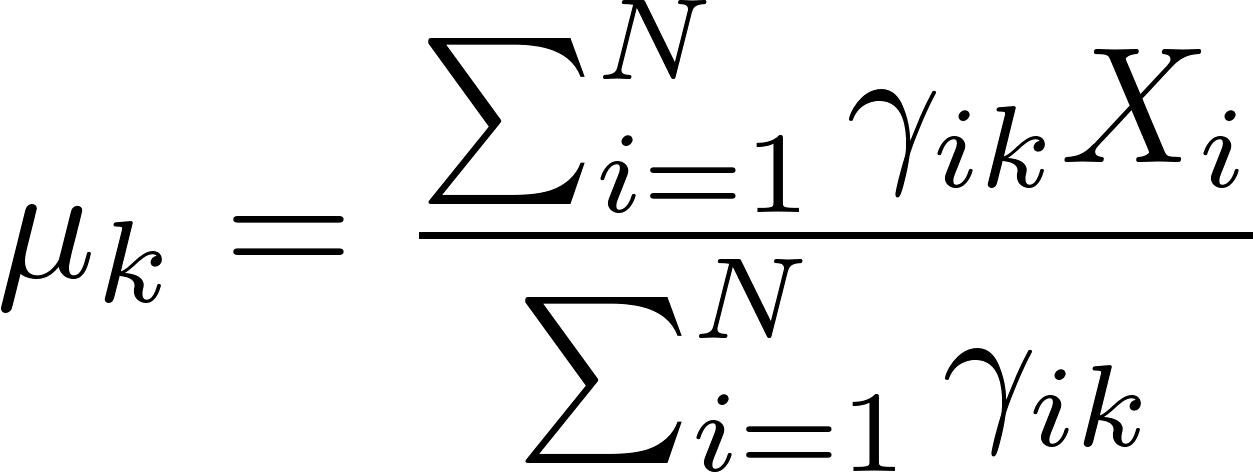 μ_k = \frac{\sum_{i=1}^{N} γ_{ik} X_i}{\sum_{i=1}^{N} γ_{ik}}